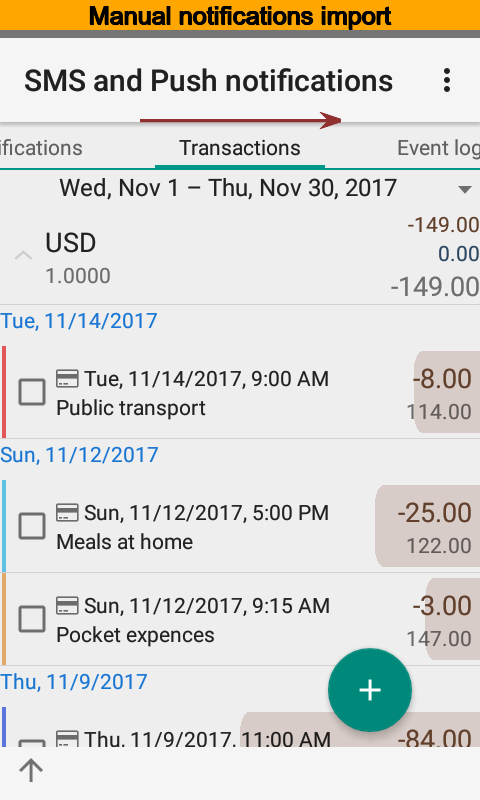 Manual notifications import
SMS and Push notifications
ifications Transactions Event log
Wed, Nov 1 – Thu, Nov 30, 2017
-149.00
USD 0.00
1.0000 -149.00
Tue, 11/14/2017
Tue, 11/14/2017, 9:00 AM -8.00
Public transport 114.00
Sun, 11/12/2017
Sun, 11/12/2017, 5:00 PM -25.00
Meals at home 122.00
Sun, 11/12/2017, 9:15 AM -3.00
Pocket expences 147.00
Thu, 11/9/2017
+
Thu, 11/9/2017, 11:00 AM -84.00